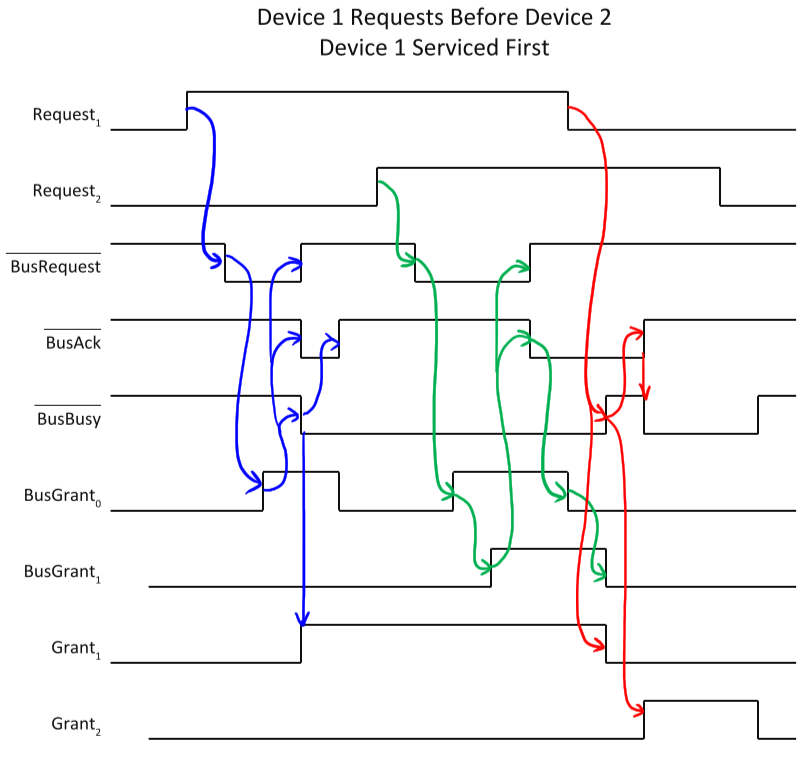 Device 1 Requests Before Device 2
Device 1 Serviced First
Request₁
Request₂
BusRequest
BusAck
BusBusy
BusGrant₀
BusGrant₁
Grant₁
Grant₂